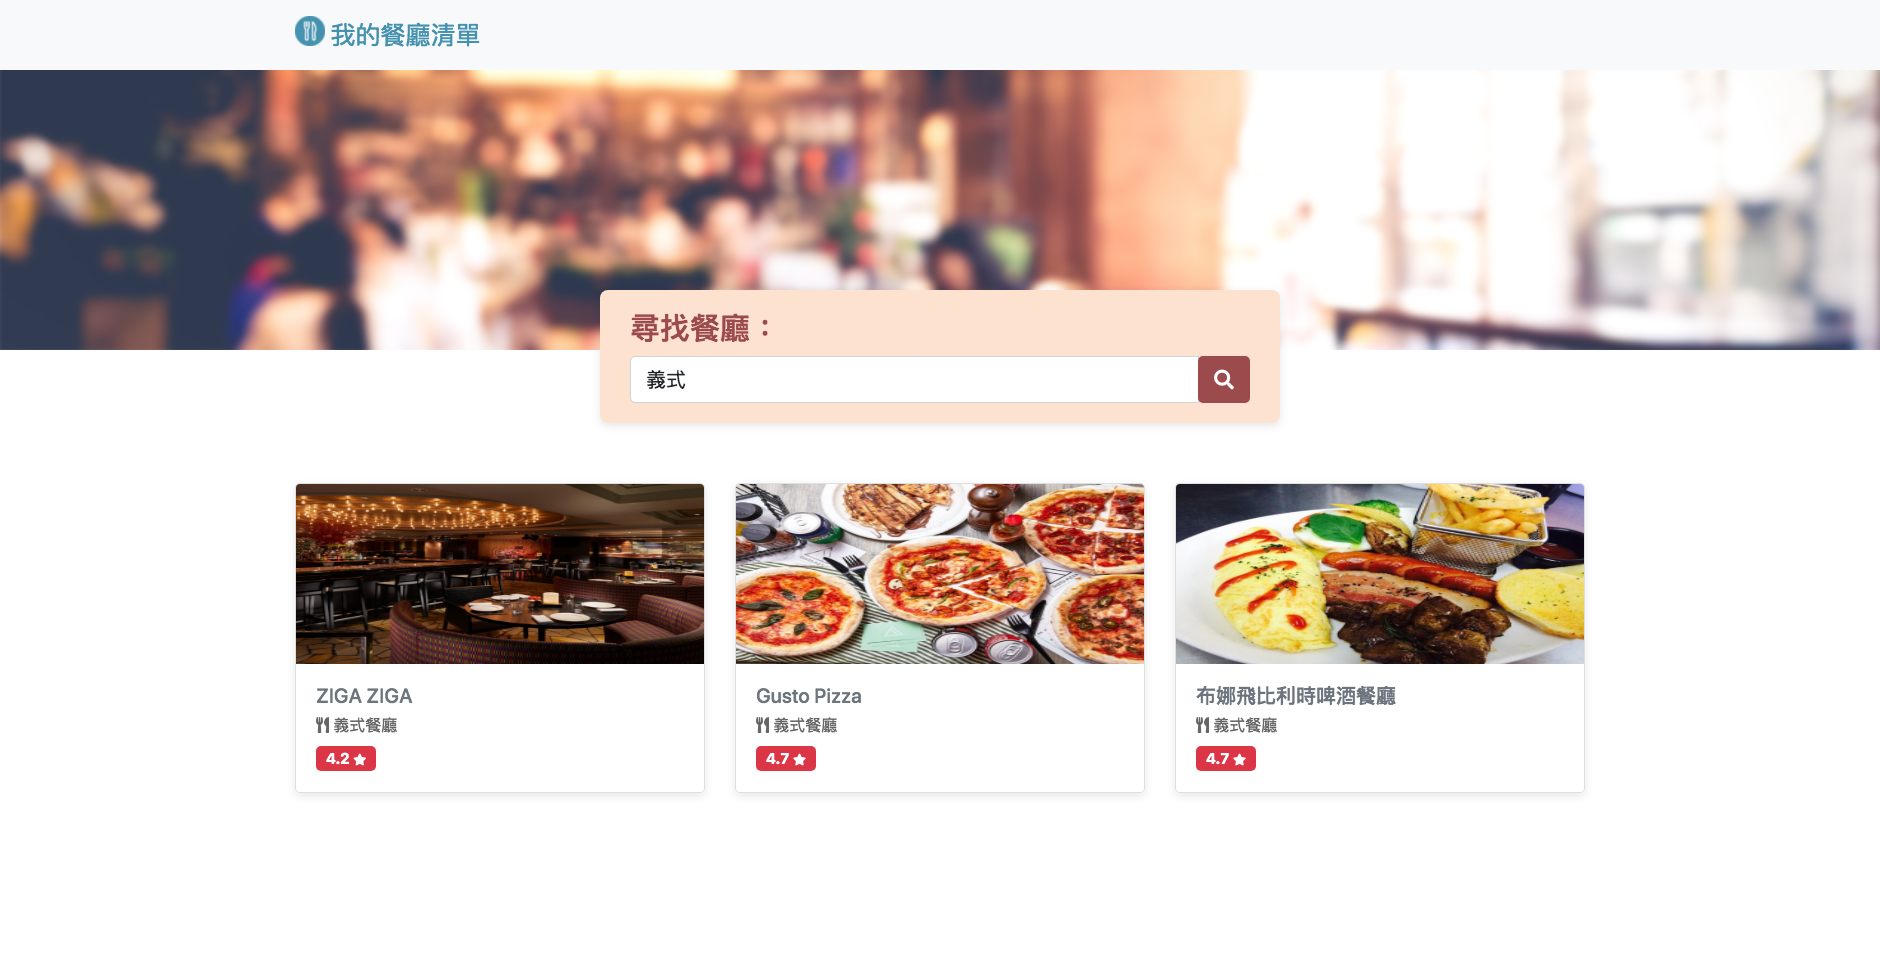 我的餐廳清單
尋找餐廳：
義式
ZIGA ZIGA
義式餐廳
4.2
Gusto Pizza
義式餐廳
4.7
布娜飛比利時啤酒餐廳
義式餐廳
4.7